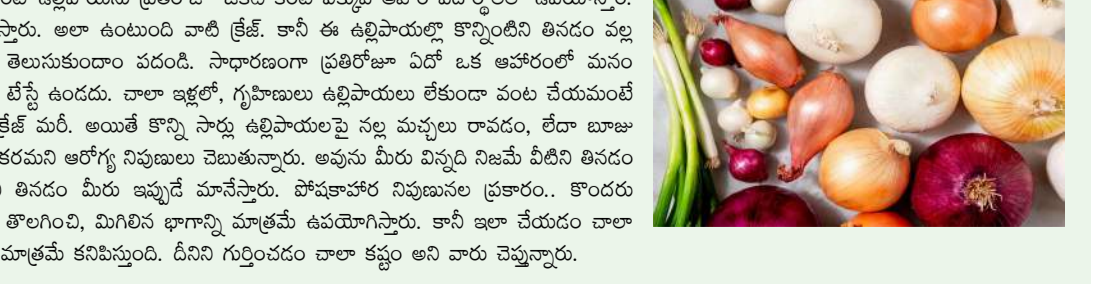 స్తారు. అలా ఉంటుంది వాటి క్రేజ్. కానీ ఈ ఉల్లిపాయల్లొ కొన్నింటిని తినడం వల్ల
తెలుసుకుందాం పదండి. సాధారణంగా ప్రతిరోజూ ఏదో ఒక ఆహారంలో మనం
టేస్టే ఉండదు. చాలా ఇళ్లలో, గృహిణులు ఉల్లిపాయలు లేకుండా వంట చేయమంటే
క్రేజ్ మరీ. అయితే కొన్ని సార్లు ఉల్లిపాయలపై నల్ల మచ్చలు రావడం, లేదా బూజు
కరమని ఆరోగ్య నిపుణులు చెబుతున్నారు. అవును మీరు విన్నది నిజమే వీటిని తినడం
తినడం మీరు ఇప్పుడే మానేస్తారు. పోషకాహార నిపుణునల ప్రకారం.. కొందరు
తొలగించి, మిగిలిన భాగాన్ని మాత్రమే ఉపయోగిస్తారు. కానీ ఇలా చేయడం చాలా
మాత్రమే కనిపిస్తుంది. దీనిని గుర్తించడం చాలా కష్టం అని వారు చెప్తున్నారు.